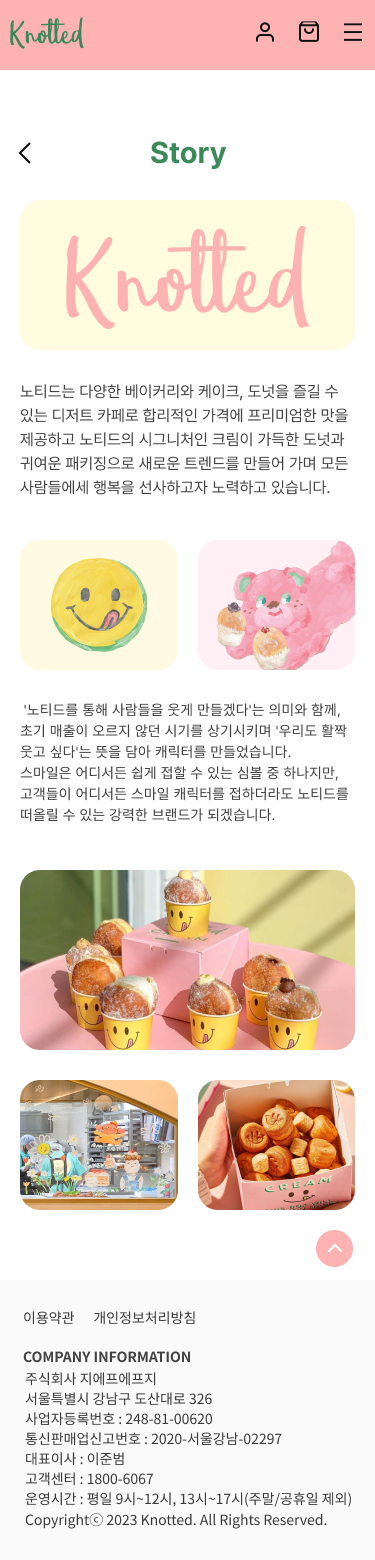 Knotted
Story
Knotted
노티드는 다양한 베이커리와 케이크, 도넛을 즐길 수
있는 디저트 카페로 합리적인 가격에 프리미엄한 맛을
제공하고 노티드의 시그니처인 크림이 가득한 도넛과
귀여운 패키징으로 새로운 트렌드를 만들어 가며 모든
사람들에게 행복을 선사하고자 노력하고 있습니다.
'노티드를 통해 사람들을 웃게 만들겠다'는 의미와 함께,
초기 매출이 오르지 않던 시기를 상기시키며 '우리도 활짝
웃고 싶다'는 뜻을 담아 캐릭터를 만들었습니다.
스마일은 어디서든 쉽게 접할 수 있는 심볼 중 하나지만,
고객들이 어디서든 스마일 캐릭터를 접하더라도 노티드를
떠올릴 수 있는 강력한 브랜드가 되겠습니다.
CREAM
이용약관 개인정보처리방침
COMPANY INFORMATION
주식회사 지에프에프지
서울특별시 강남구 도산대로 326
사업자등록번호 : 248-81-00620
통신판매업신고번호 : 2020-서울강남-02297
대표이사 : 이준범
고객센터 : 1800-6067
운영시간 : 평일 9시~12시, 13시~17시(주말/공휴일 제외)
Copyrightⓒ 2023 Knotted. All Rights Reserved.